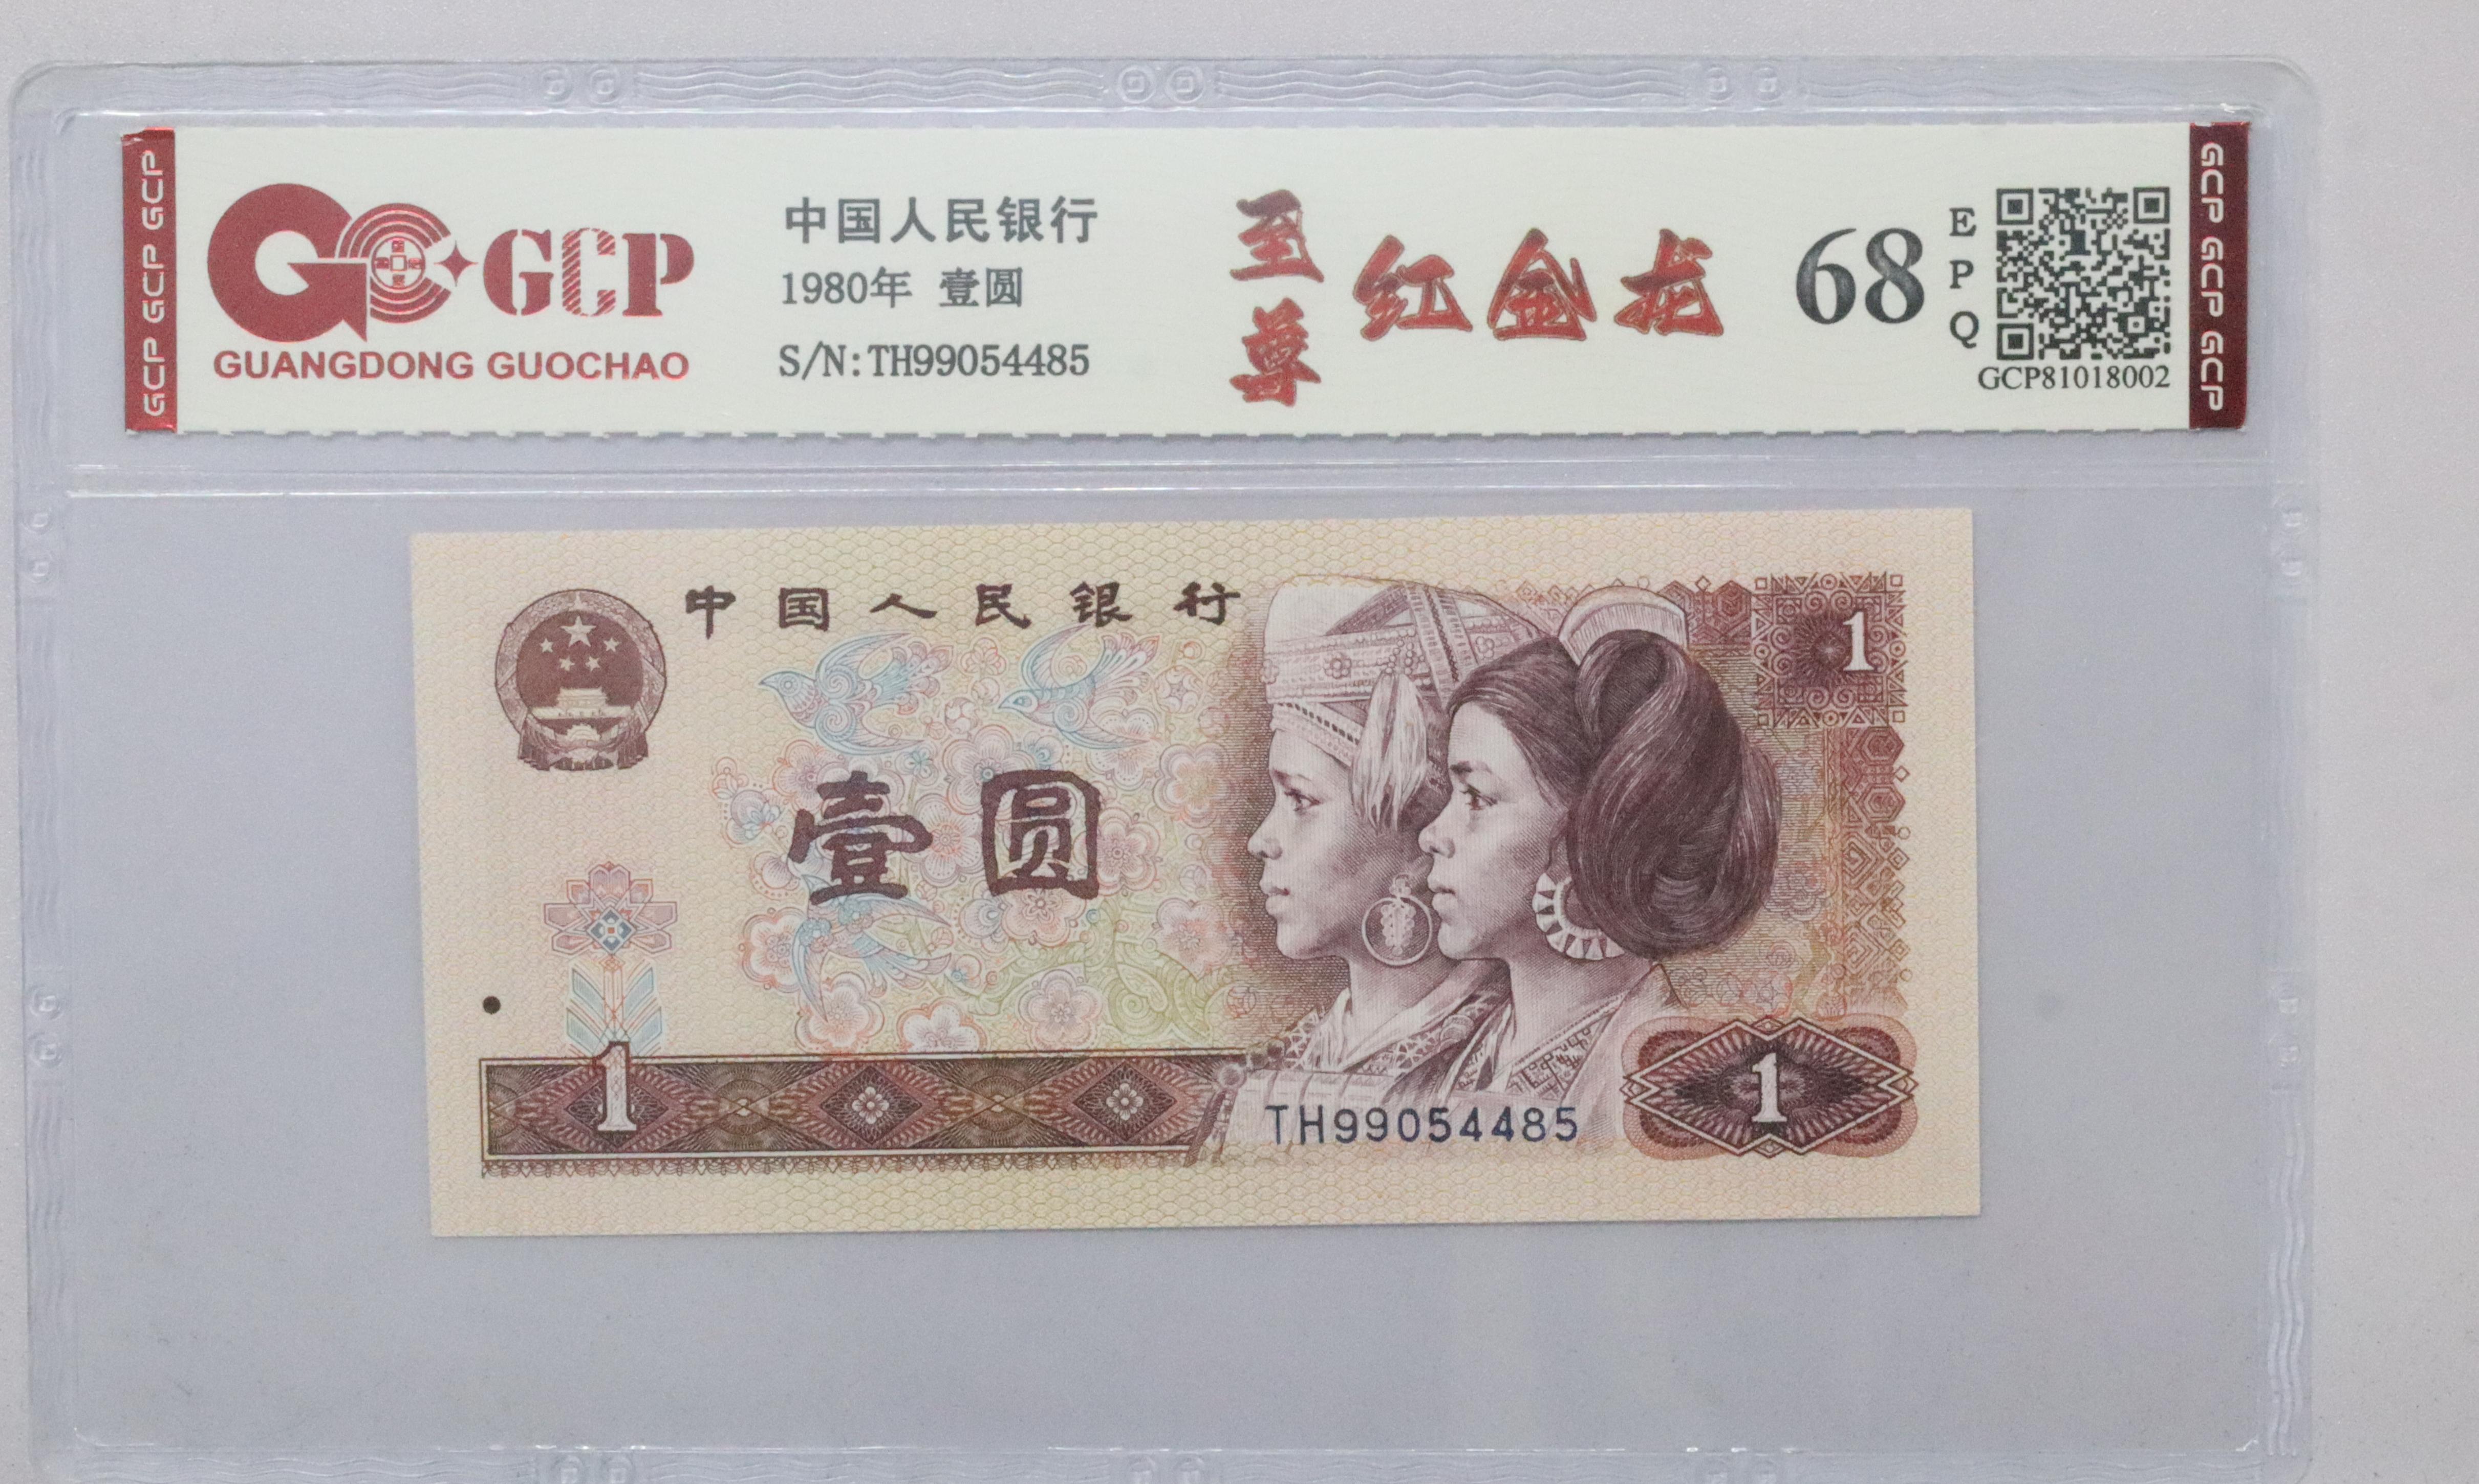 GCP GCP GCP
GCP
GUANGDONG GUOCHAO
中国人民银行
1980年 壹圆
S/N:TH99054485
至尊
红金龙
68
EPQ
GCP81018002
GCP GCP GCP
中国人民银行
1
壹圆
1
TH99054485
1